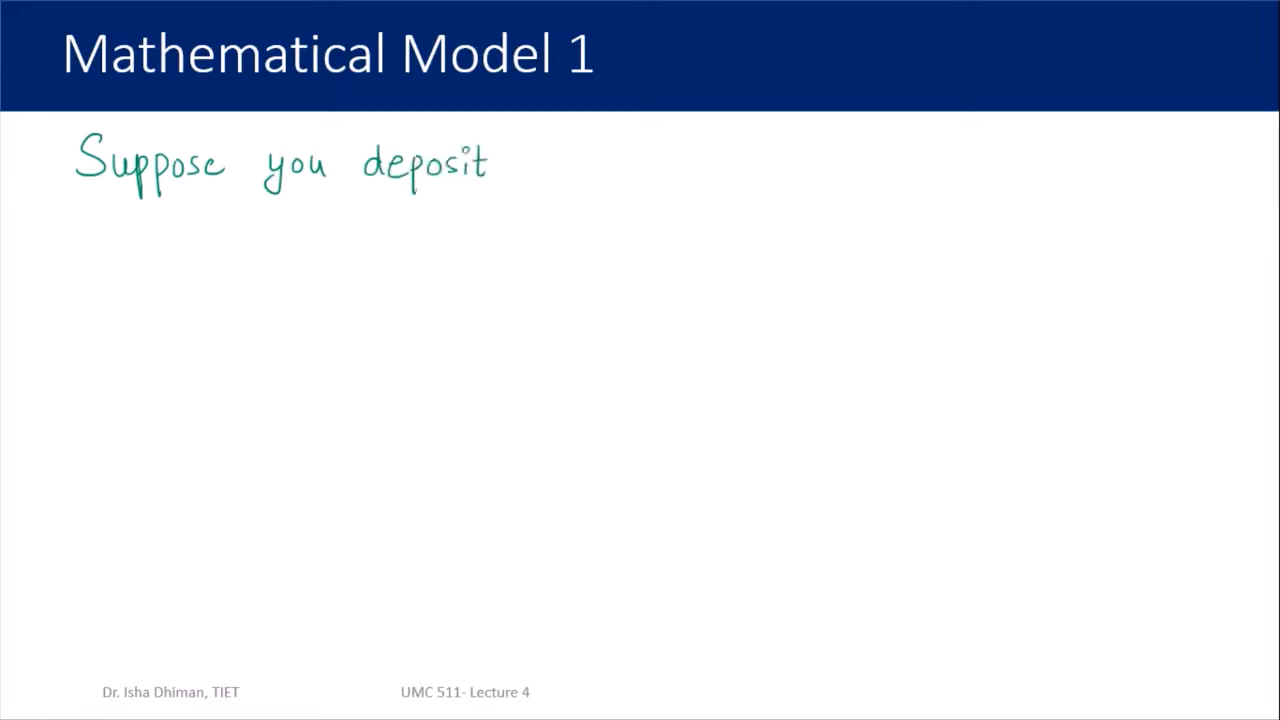 Mathematical Model 1
Suppose you deposit
Dr. Isha Dhiman, TIET
UMC 511- Lecture 4